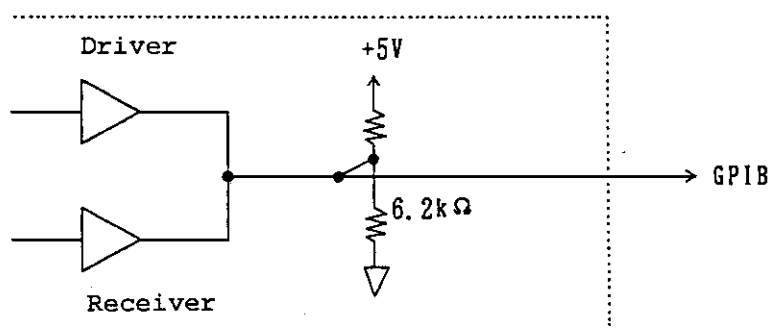 Driver
+5V
GPIB
6.2kΩ
Receiver